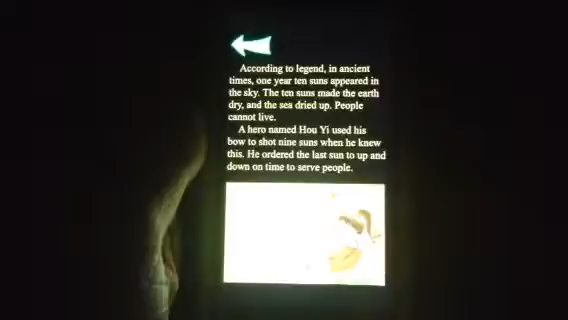 According to legend, in ancient
times, one year ten suns appeared in
the sky. The ten suns made the earth
dry, and the sea dried up. People
cannot live.
A hero named Hou Yi used his
bow to shot nine suns when he knew
this. He ordered the last sun to up and
down on time to serve people.